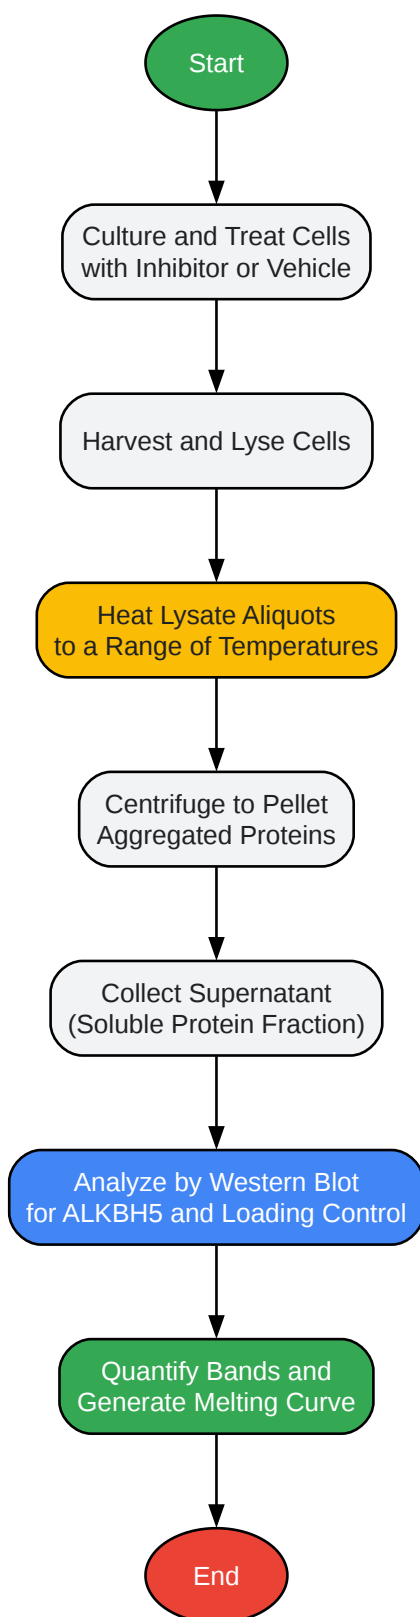 Start
Culture and Treat Cells
with Inhibitor or Vehicle
Harvest and Lyse Cells
Heat Lysate Aliquots
to a Range of Temperatures
Centrifuge to Pellet
Aggregated Proteins
Collect Supernatant
(Soluble Protein Fraction)
Analyze by Western Blot
for ALKBH5 and Loading Control
Quantify Bands and
Generate Melting Curve
End